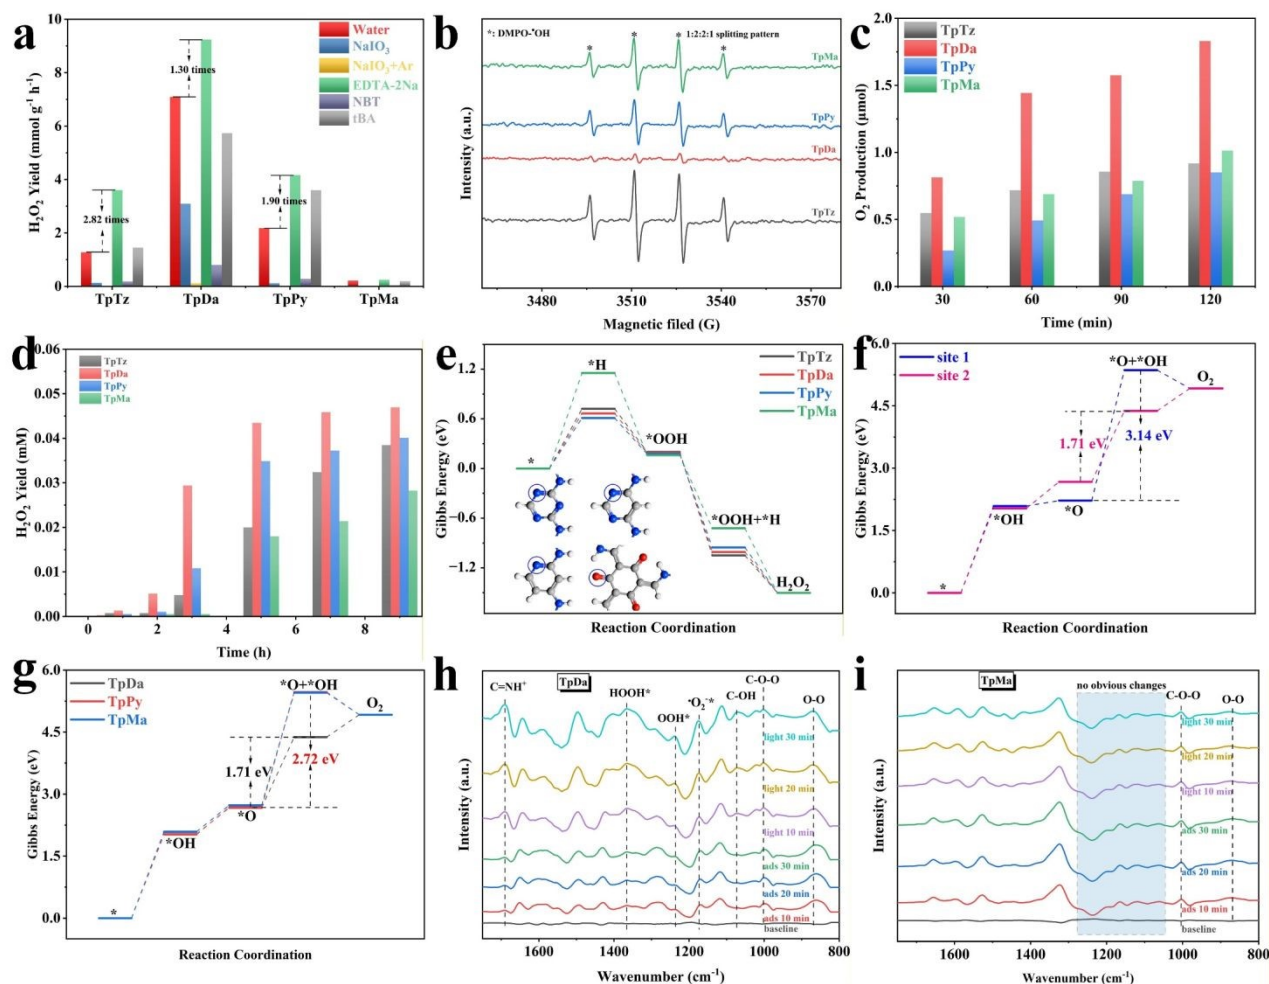 a
H₂O₂ Yield (mmol g⁻¹ h⁻¹)
10
8
6
4
2
0
Water
NaIO₃
NaIO₃+Ar
EDTA-2Na
NBT
tBA
1.30 times
2.82 times
1.90 times
TpTz TpDa TpPy TpMa
b
Intensity (a.u.)
*: DMPO-•OH
1:2:2:1 splitting pattern
* * * *
TpMa
TpPy
TpDa
TpTz
3480 3510 3540 3570
Magnetic filed (G)
c
O₂ Production (μmol)
2.0
1.5
1.0
0.5
0.0
TpTz
TpDa
TpPy
TpMa
30 60 90 120
Time (min)
d
H₂O₂ Yield (mM)
0.06
0.05
0.04
0.03
0.02
0.01
0.00
TpTz
TpDa
TpPy
TpMa
0 2 4 6 8
Time (h)
e
Gibbs Energy (eV)
1.2
0.6
0.0
−0.6
−1.2
TpTz
TpDa
TpPy
TpMa
*H
*OOH
*
*OOH+*H
H₂O₂
Reaction Coordination
f
Gibbs Energy (eV)
6.0
4.5
3.0
1.5
0.0
site 1
site 2
*O+*OH
O₂
1.71 eV
3.14 eV
*OH
*O
*
Reaction Coordination
g
Gibbs Energy (eV)
6.0
4.5
3.0
1.5
0.0
TpDa
TpPy
TpMa
*O+*OH
O₂
1.71 eV
2.72 eV
*O
*OH
*
Reaction Coordination
h
Intensity (a.u.)
C=NH⁺
TpDa
HOOH*
OOH*
•O₂⁻*
C-OH
C-O-O
O-O
light 30 min
light 20 min
light 10 min
ads 30 min
ads 20 min
ads 10 min
baseline
1600 1400 1200 1000 800
Wavenumber (cm⁻¹)
i
Intensity (a.u.)
TpMa
no obvious changes
C-O-O
O-O
light 30 min
light 20 min
light 10 min
ads 30 min
ads 20 min
ads 10 min
baseline
1600 1400 1200 1000 800
Wavenumber (cm⁻¹)